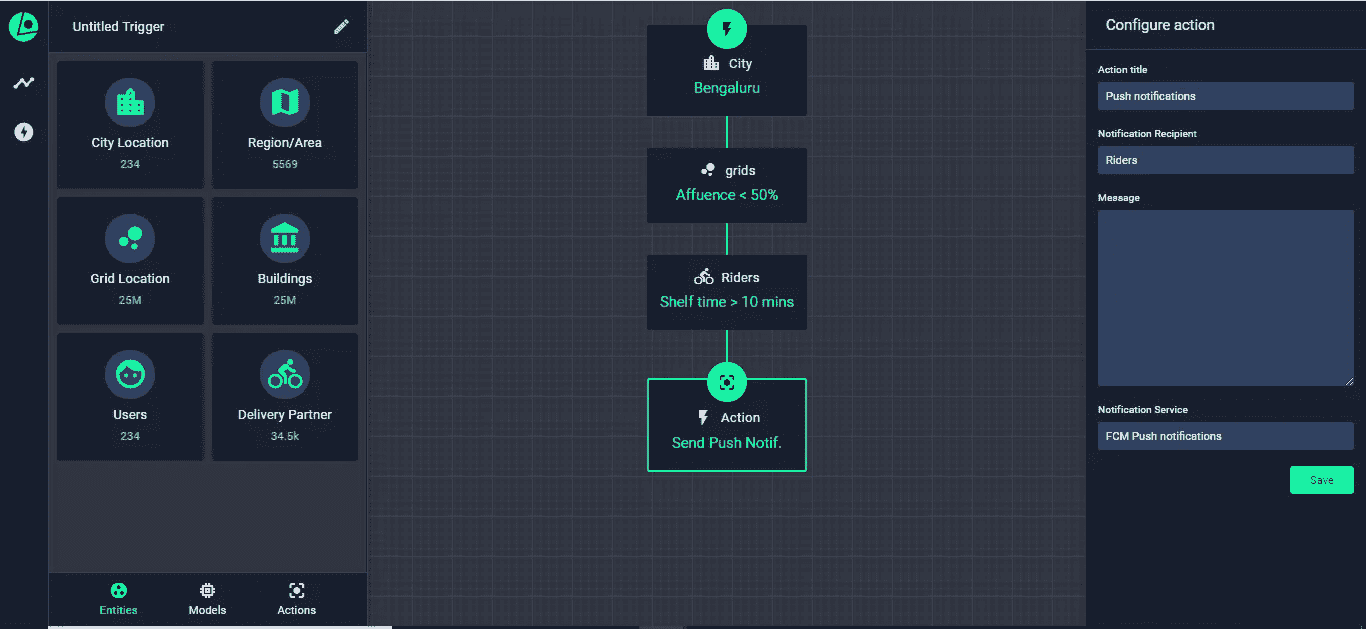 Untitled Trigger
City Location
234
Region/Area
5569
Grid Location
25M
Buildings
25M
Users
234
Delivery Partner
34.5k
Entities
Models
Actions
City
Bengaluru
grids
Affuence < 50%
Riders
Shelf time > 10 mins
Action
Send Push Notif.
Configure action
Action title
Push notifications
Notification Recipient
Riders
Message
Notification Service
FCM Push notifications
Save